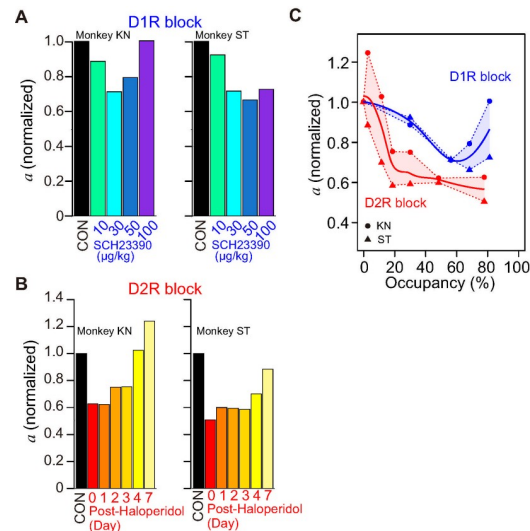 A
D1R block
Monkey KN
Monkey ST
a (normalized)
1.0
0.8
0.6
0.4
0.2
0
CON
10
30
50
100
SCH23390
(µg/kg)
CON
10
30
50
100
SCH23390
(µg/kg)
B
D2R block
Monkey KN
Monkey ST
a (normalized)
1.4
1.2
1.0
0.8
0.6
0.4
0.2
0
CON
0 1 2 3 4 7
Post-Haloperidol
(Day)
CON
0 1 2 3 4 7
Post-Haloperidol
(Day)
C
a (normalized)
1.2
1.0
0.8
0.6
0.4
D1R block
D2R block
KN
ST
0 20 40 60 80 100
Occupancy (%)